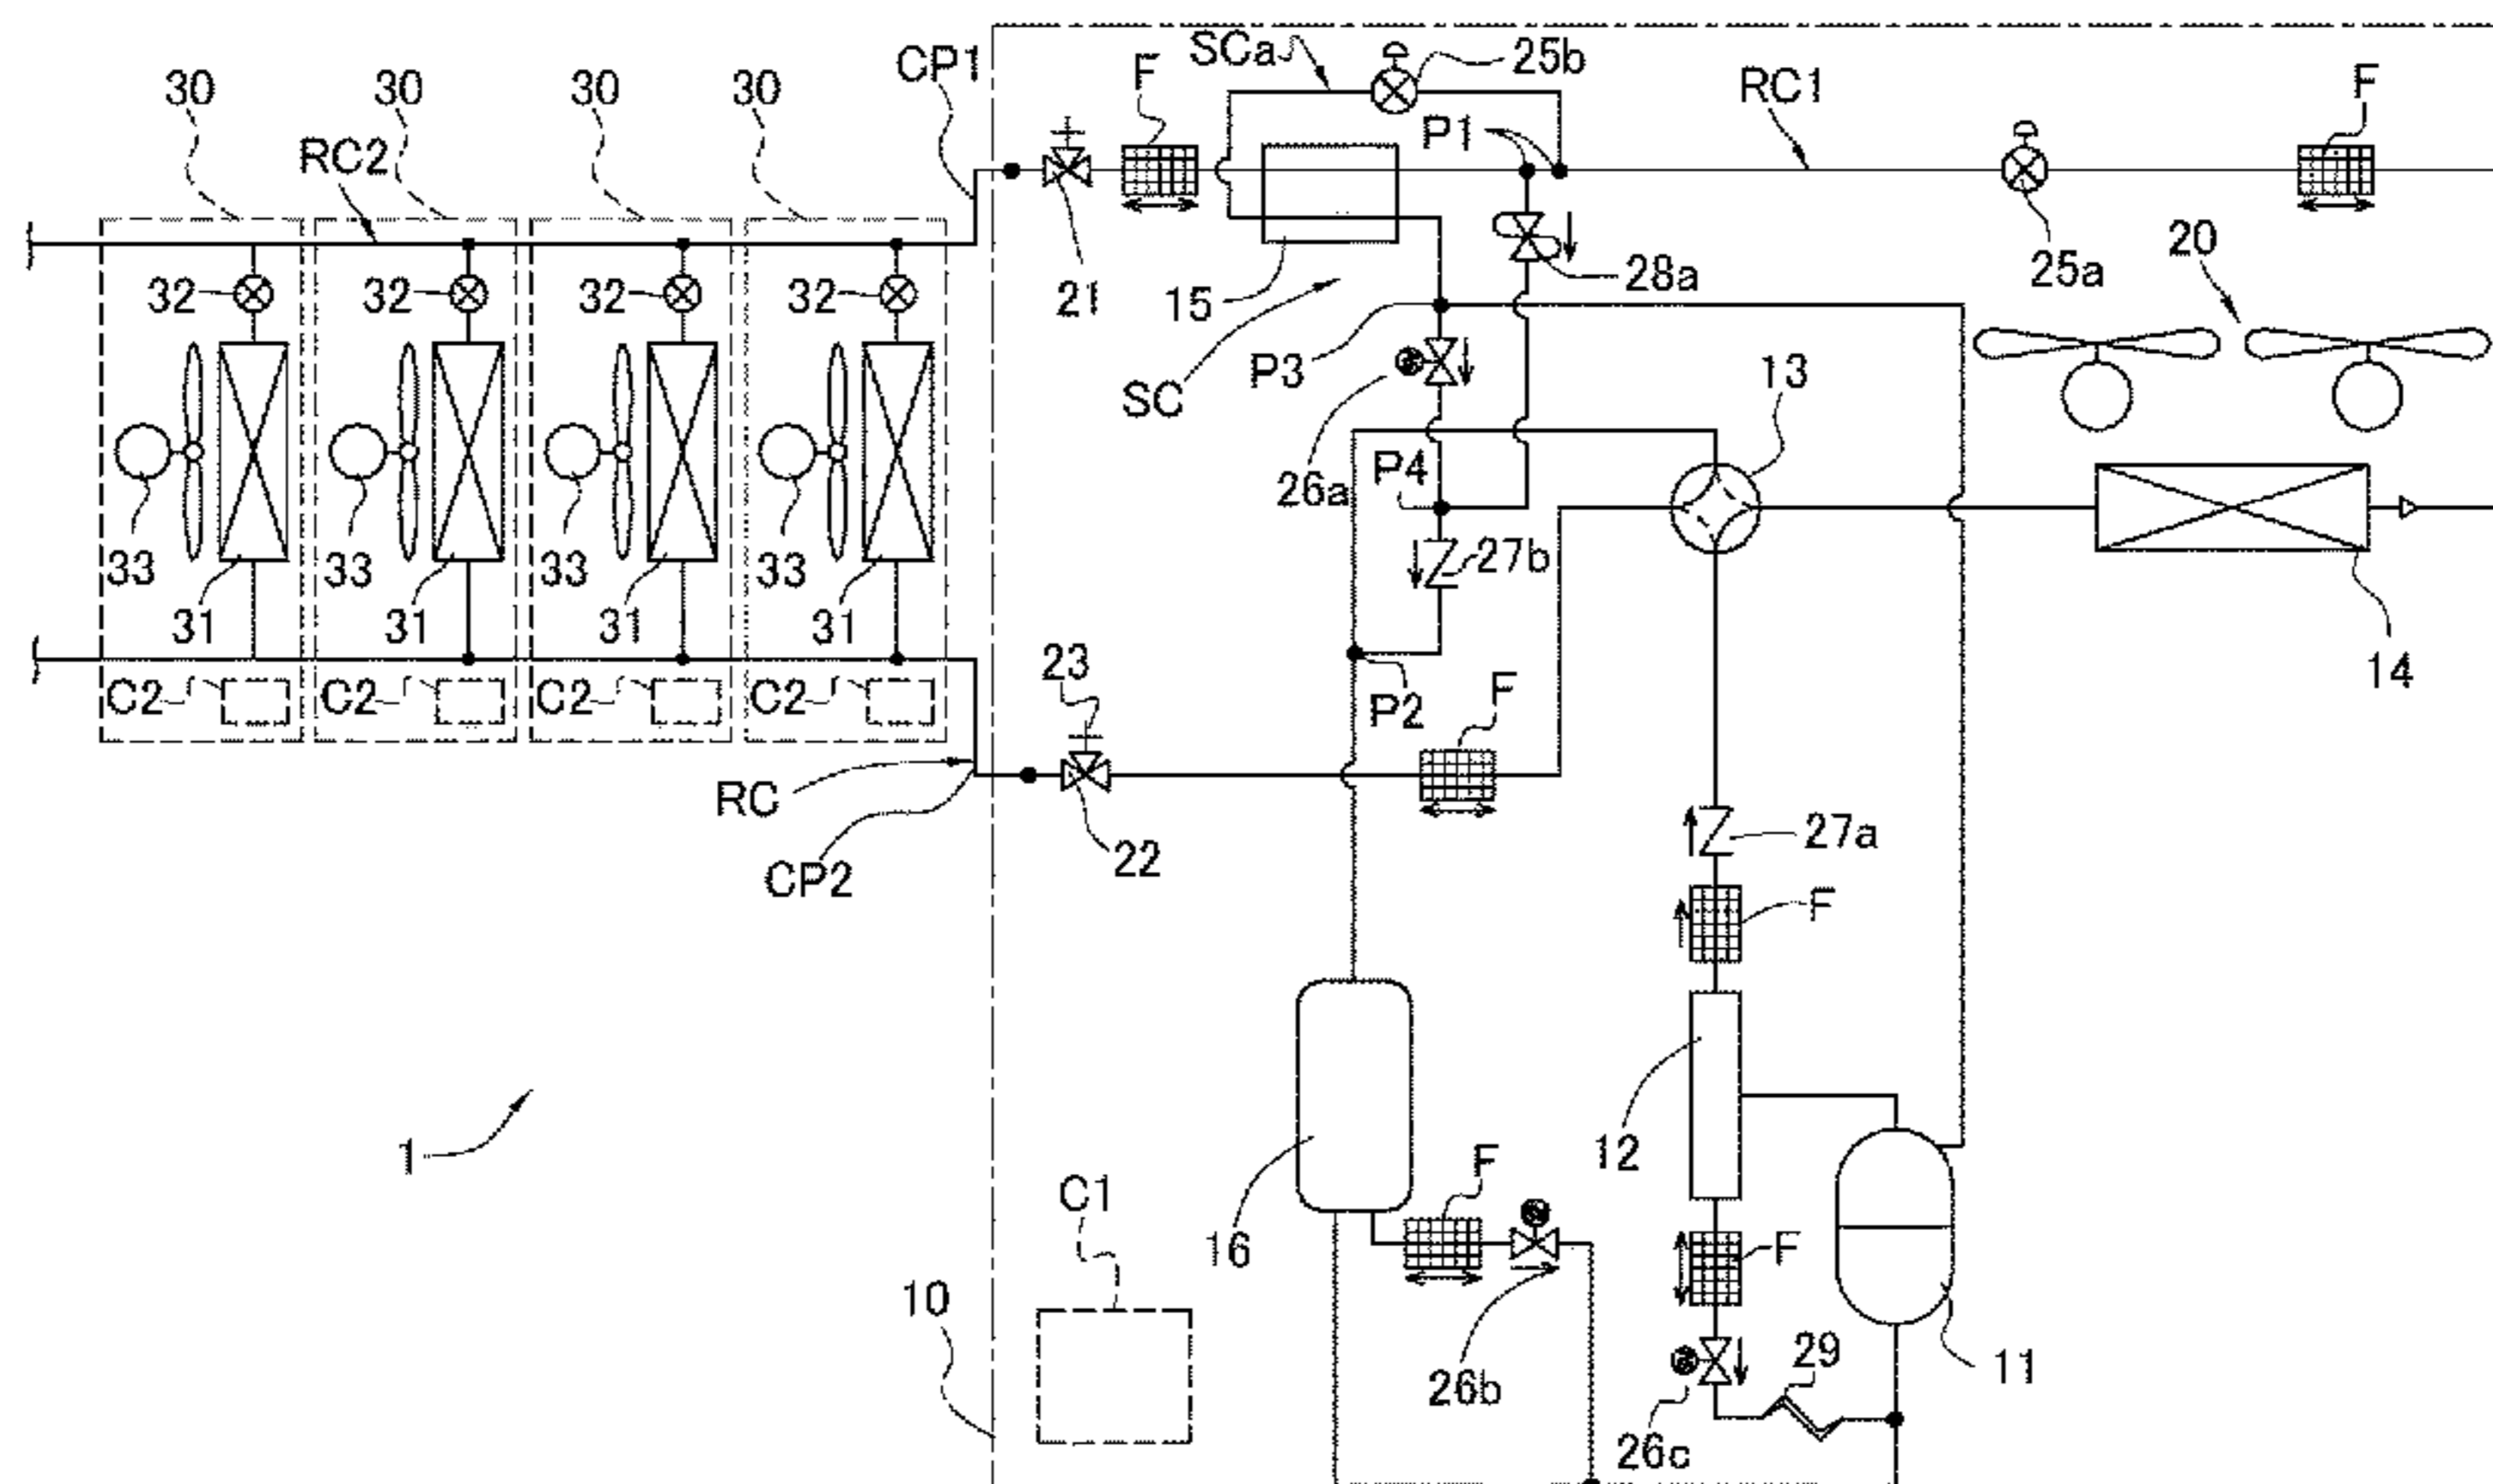 SCa 25b
CP1 F RC1 F
30 30 30 30
RC2 P1
20
32 32 32 32 21 15 28a 25a
P3 13
SC
P4
26a
33 33 33 33 27b
31 31 31 31
23 14
C2 C2 C2 C2 P2 F
RC 27a
CP2 22
F
1 12
C1 F
16 F
10
29 11
26b
26c